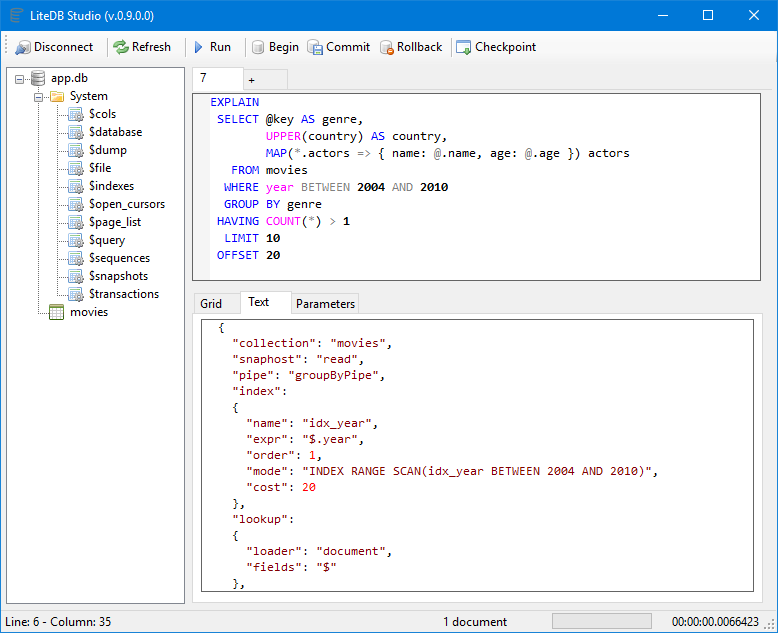 LiteDB Studio (v.0.9.0.0)
Disconnect Refresh Run Begin Commit Rollback Checkpoint
app.db
System
$cols
$database
$dump
$file
$indexes
$open_cursors
$page_list
$query
$sequences
$snapshots
$transactions
movies
7 +
EXPLAIN
SELECT @key AS genre,
UPPER(country) AS country,
MAP(*.actors => { name: @.name, age: @.age }) actors
FROM movies
WHERE year BETWEEN 2004 AND 2010
GROUP BY genre
HAVING COUNT(*) > 1
LIMIT 10
OFFSET 20
Grid Text Parameters
{
"collection": "movies",
"snaphost": "read",
"pipe": "groupByPipe",
"index":
{
"name": "idx_year",
"expr": "$.year",
"order": 1,
"mode": "INDEX RANGE SCAN(idx_year BETWEEN 2004 AND 2010)",
"cost": 20
},
"lookup":
{
"loader": "document",
"fields": "$"
},
Line: 6 - Column: 35 1 document 00:00:00.0066423